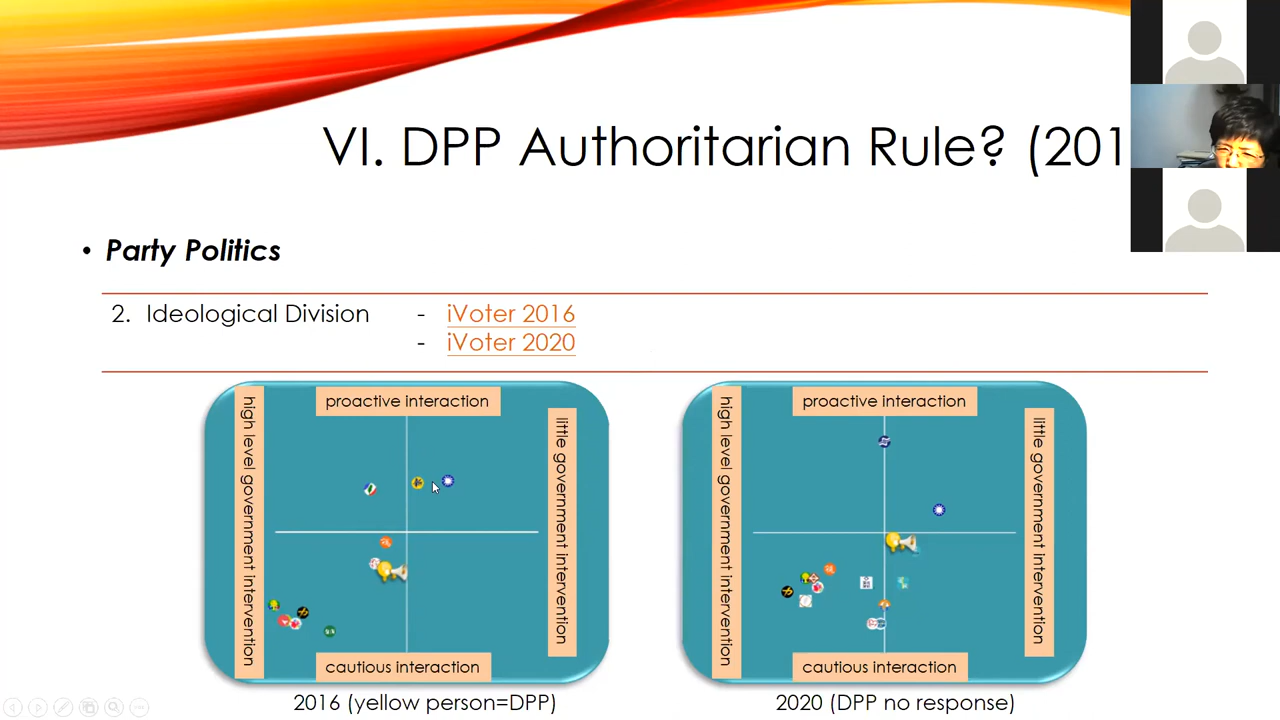 VI. DPP Authoritarian Rule? (201
• Party Politics
2. Ideological Division - iVoter 2016
- iVoter 2020
proactive interaction
high level government intervention
little government intervention
cautious interaction
2016 (yellow person=DPP)
proactive interaction
high level government intervention
little government intervention
cautious interaction
2020 (DPP no response)